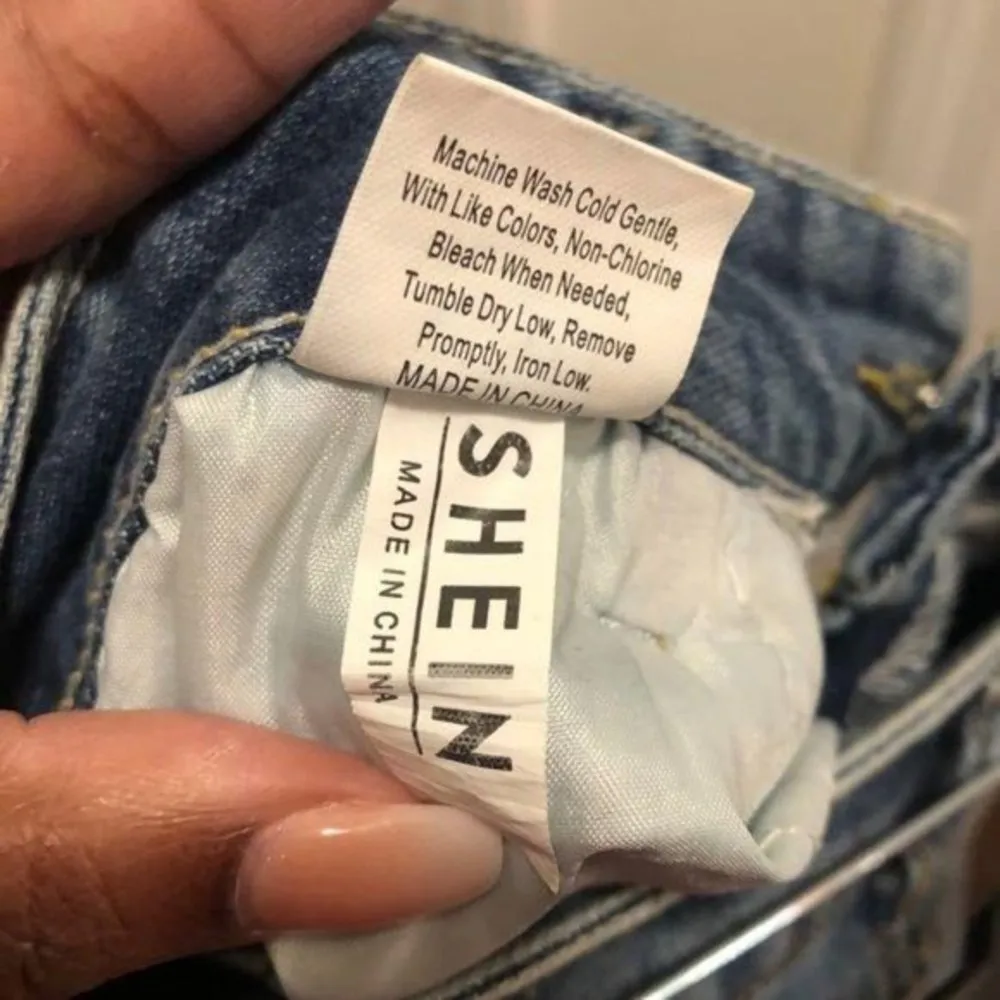 Machine Wash Cold Gentle,
With Like Colors, Non-Chlorine
Bleach When Needed,
Tumble Dry Low, Remove
Promptly, Iron Low.
MADE IN CHINA
SHEIN
MADE IN CHINA